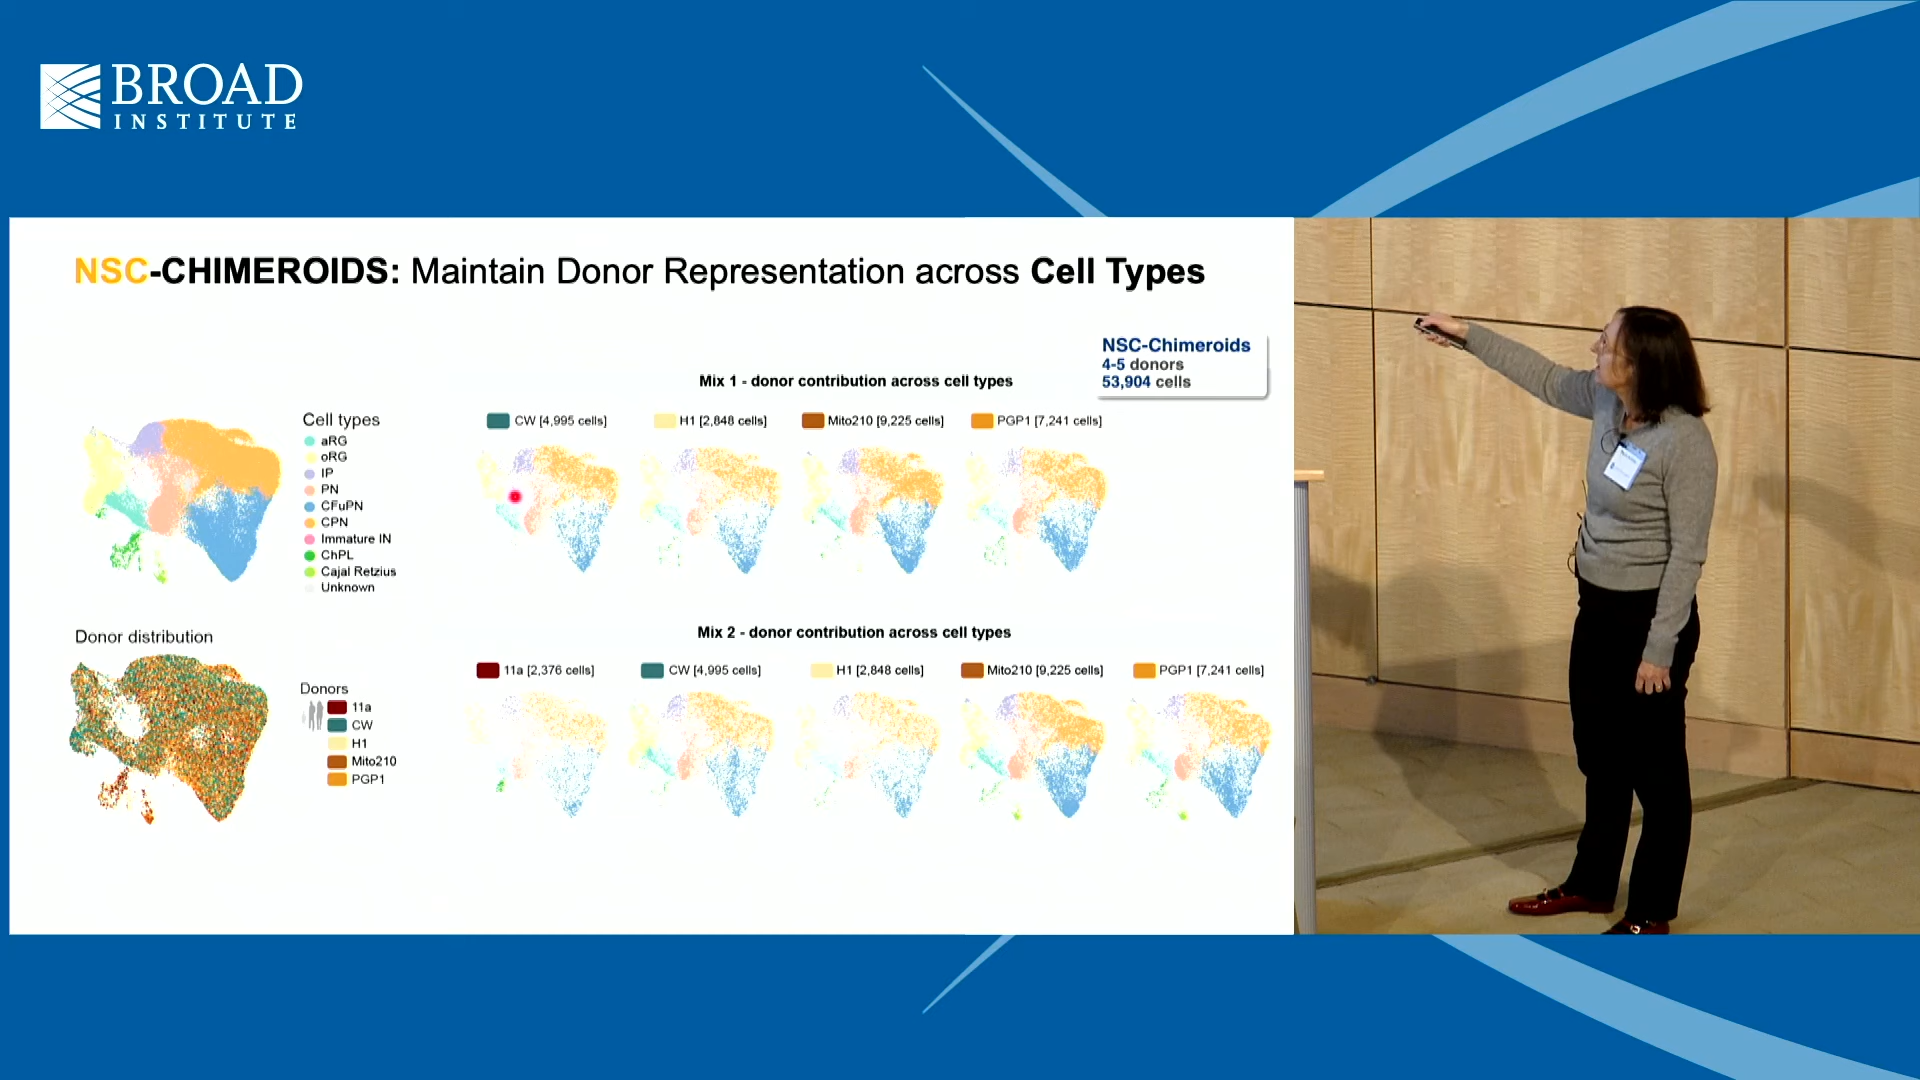 BROAD
INSTITUTE
NSC-CHIMEROIDS: Maintain Donor Representation across Cell Types
NSC-Chimeroids
4-5 donors
53,904 cells
Mix 1 - donor contribution across cell types
CW [4,995 cells]
H1 [2,848 cells]
Mito210 [9,225 cells]
PGP1 [7,241 cells]
Cell types
aRG
oRG
IP
PN
CFuPN
CPN
Immature IN
ChPL
Cajal Retzius
Unknown
Mix 2 - donor contribution across cell types
11a [2,376 cells]
CW [4,995 cells]
H1 [2,848 cells]
Mito210 [9,225 cells]
PGP1 [7,241 cells]
Donor distribution
Donors
11a
CW
H1
Mito210
PGP1